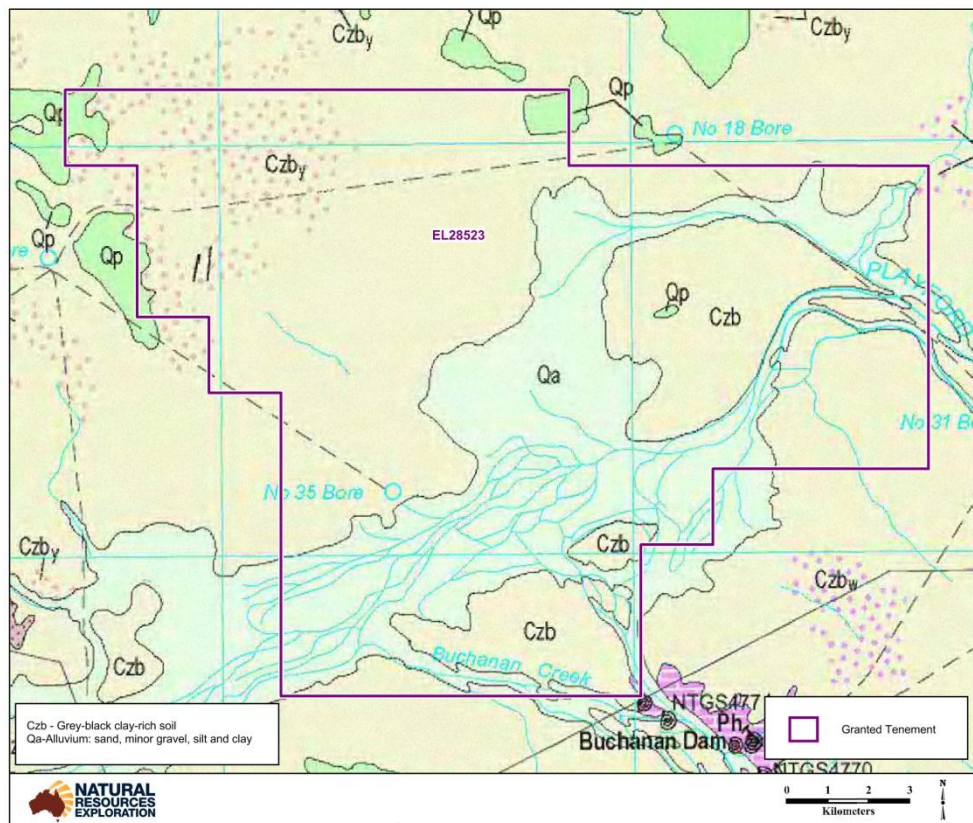 Qp
Czby
Czby
Qp
Qp
No 18 Bore
Czby
EL28523
Qp
Qp
PLAYFORD
Qp
Czb
Qa
No 31 Bo
No 35 Bore
Czb
Czby
Czbw
Czb
Czb
Buchanan Creek
NTGS4771
Ph
Buchanan Dam
NTGS4770
Czb - Grey-black clay-rich soil
Qa-Alluvium: sand, minor gravel, silt and clay
Granted Tenement
NATURAL
RESOURCES
EXPLORATION
0 1 2 3
Kilometers
N